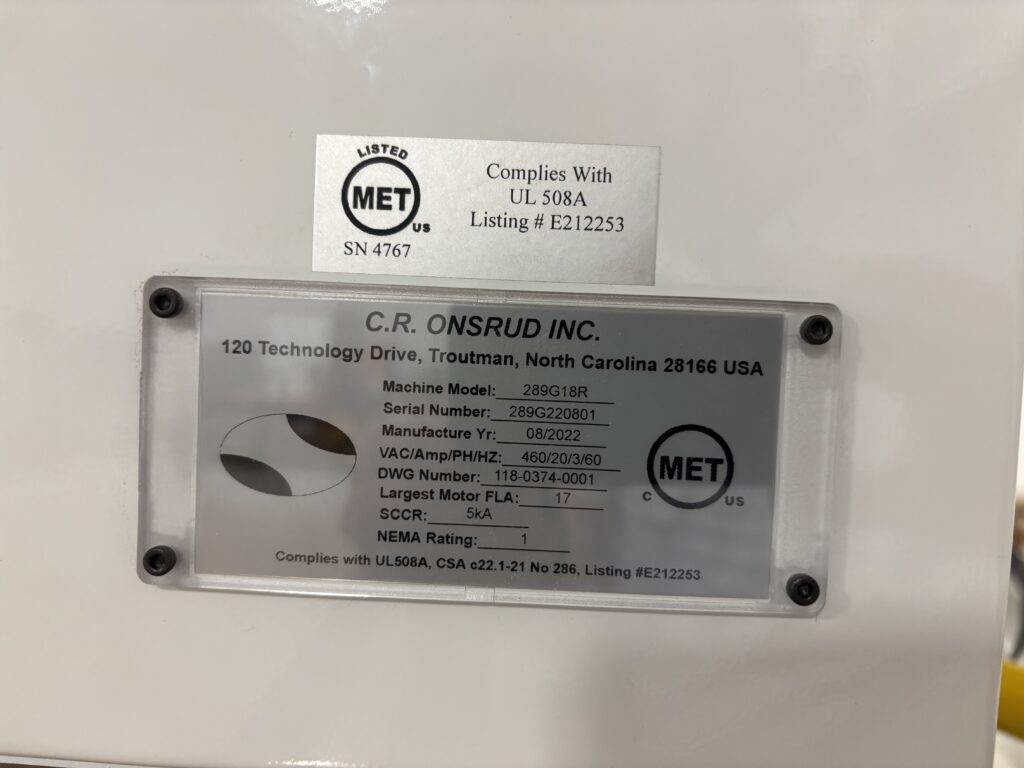 LISTED
MET
US
SN 4767
Complies With
UL 508A
Listing # E212253
C.R. ONSRUD INC.
120 Technology Drive, Troutman, North Carolina 28166 USA
Machine Model: 289G18R
Serial Number: 289G220801
Manufacture Yr: 08/2022
VAC/Amp/PH/HZ: 460/20/3/60
DWG Number: 118-0374-0001
Largest Motor FLA: 17
SCCR: 5kA
NEMA Rating: 1
MET
C US
Complies with UL508A, CSA c22.1-21 No 286, Listing #E212253